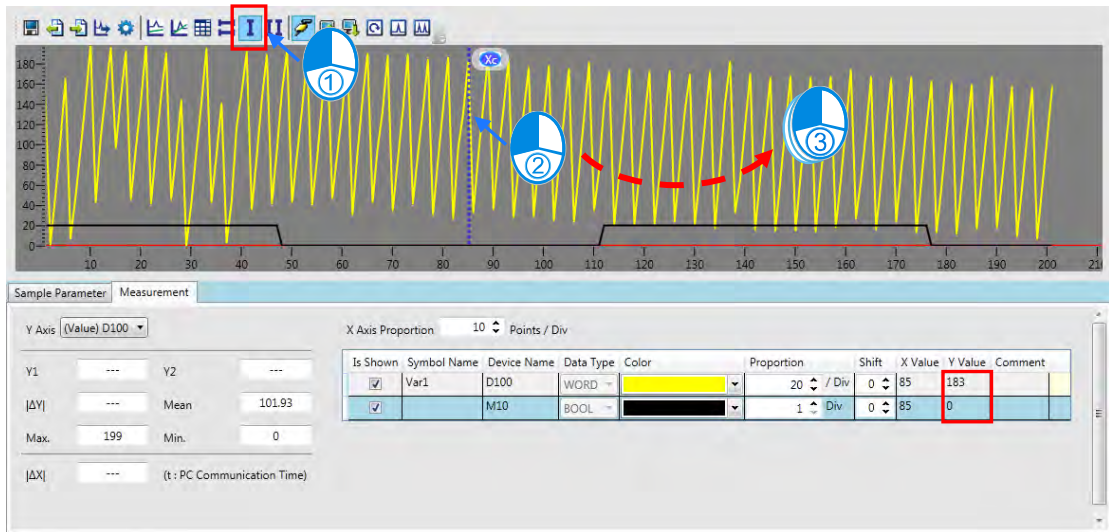 ①
Xc
180
160
140
120
100
80
60
40
20
0
②
③
10 20 30 40 50 60 70 80 90 100 110 120 130 140 150 160 170 180 190 200 21
Sample Parameter Measurement
Y Axis (Value) D100 X Axis Proportion 10 Points / Div
Is Shown Symbol Name Device Name Data Type Color Proportion Shift X Value Y Value Comment
Y1 --- Y2 --- Var1 D100 WORD 20 / Div 0 85 183
|ΔY| --- Mean 101.93 M10 BOOL 1 Div 0 85 0
Max. 199 Min. 0
|ΔX| --- (t : PC Communication Time)